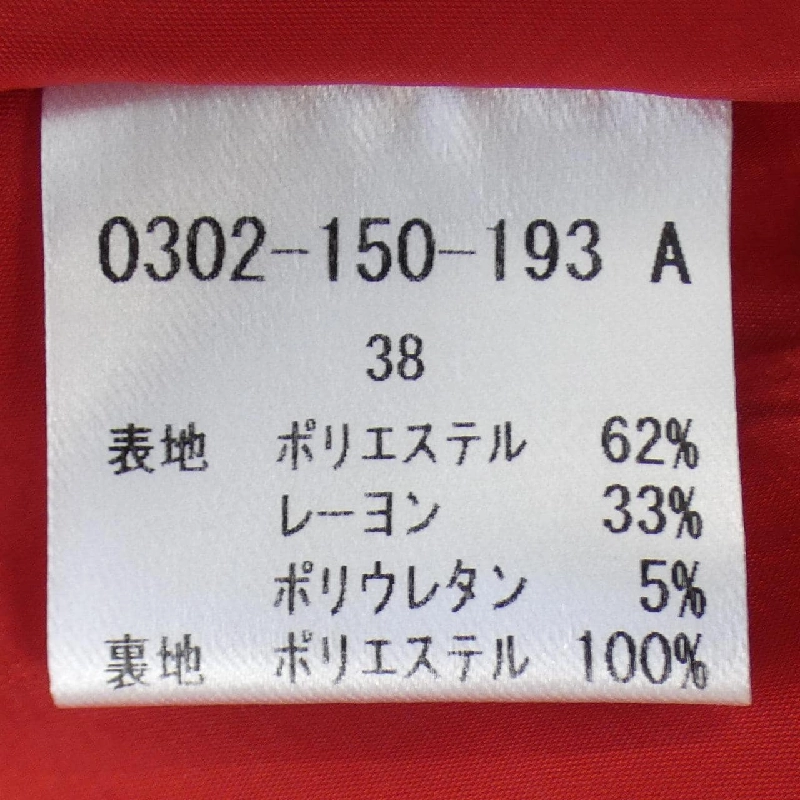 0302-150-193 A
38
表地 ポリエステル 62%
レーヨン 33%
ポリウレタン 5%
裏地 ポリエステル 100%